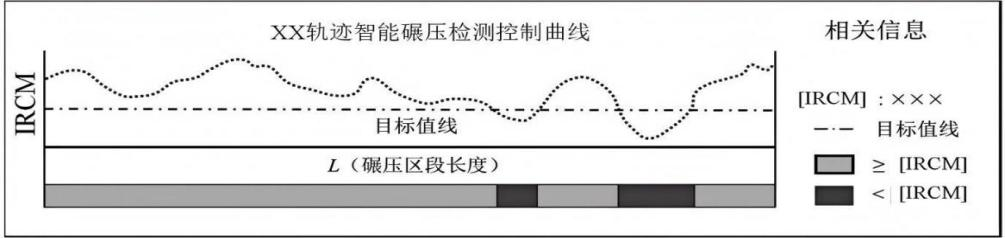 XX轨迹智能碾压检测控制曲线
相关信息
IRCM
目标值线
L（碾压区段长度）
[IRCM]：×××
目标值线
≥ [IRCM]
< [IRCM]